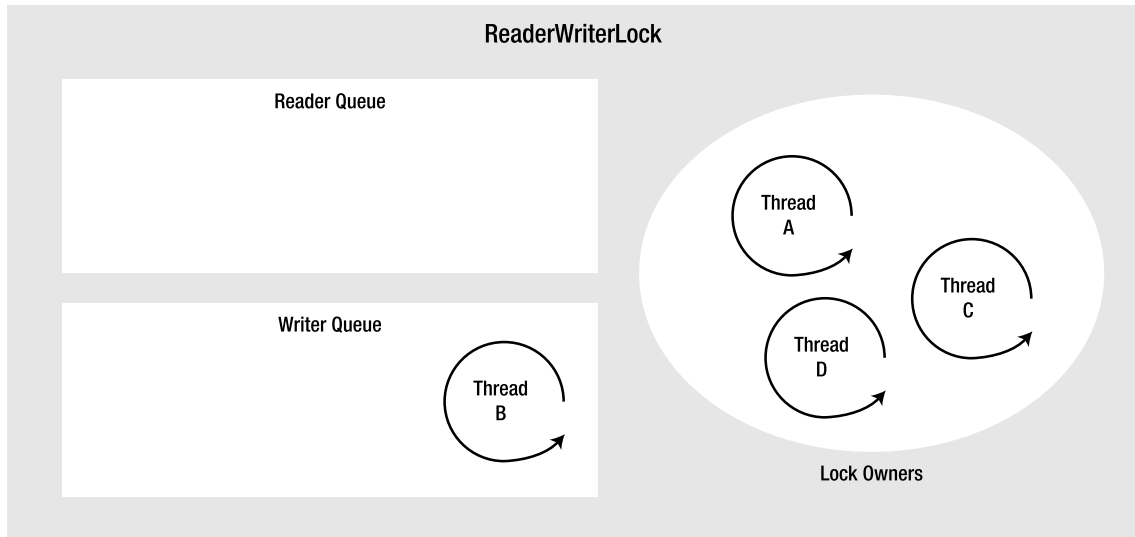 ReaderWriterLock
Reader Queue
Writer Queue
Thread
B
Thread
A
Thread
C
Thread
D
Lock Owners